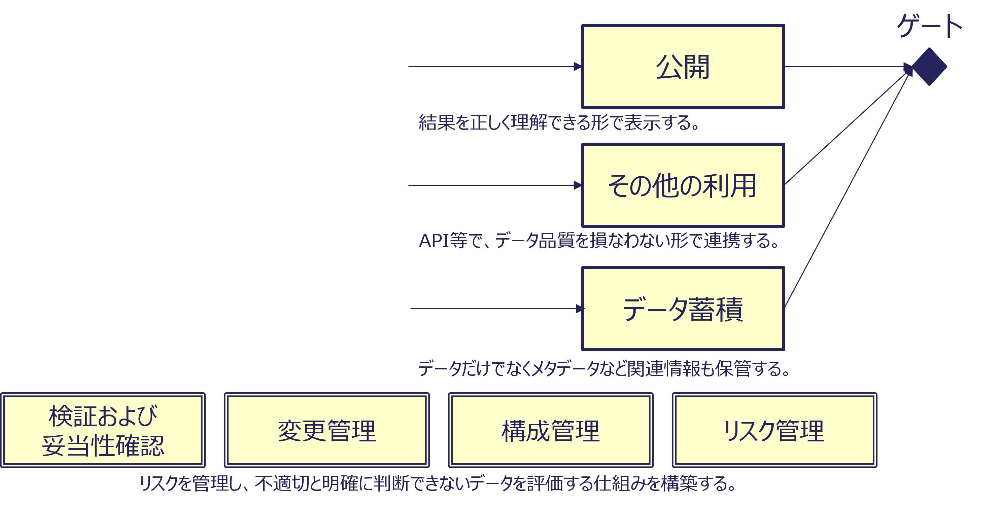 ゲート
公開
結果を正しく理解できる形で表示する。
その他の利用
API等で、データ品質を損なわない形で連携する。
データ蓄積
データだけでなくメタデータなど関連情報も保管する。
検証および
妥当性確認
変更管理
構成管理
リスク管理
リスクを管理し、不適切と明確に判断できないデータを評価する仕組みを構築する。